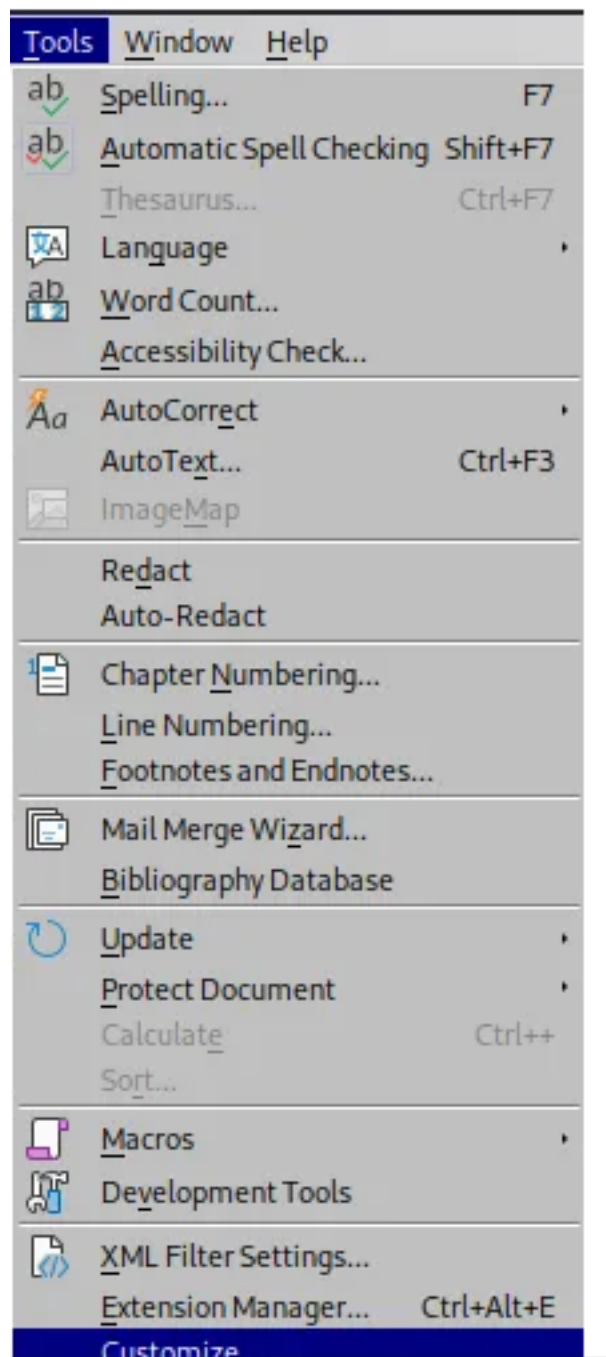 Tools Window Help
Spelling... F7
Automatic Spell Checking Shift+F7
Thesaurus... Ctrl+F7
Language
Word Count...
Accessibility Check...
AutoCorrect
AutoText... Ctrl+F3
ImageMap
Redact
Auto-Redact
Chapter Numbering...
Line Numbering...
Footnotes and Endnotes...
Mail Merge Wizard...
Bibliography Database
Update
Protect Document
Calculate Ctrl++
Sort...
Macros
Development Tools
XML Filter Settings...
Extension Manager... Ctrl+Alt+E
Customize